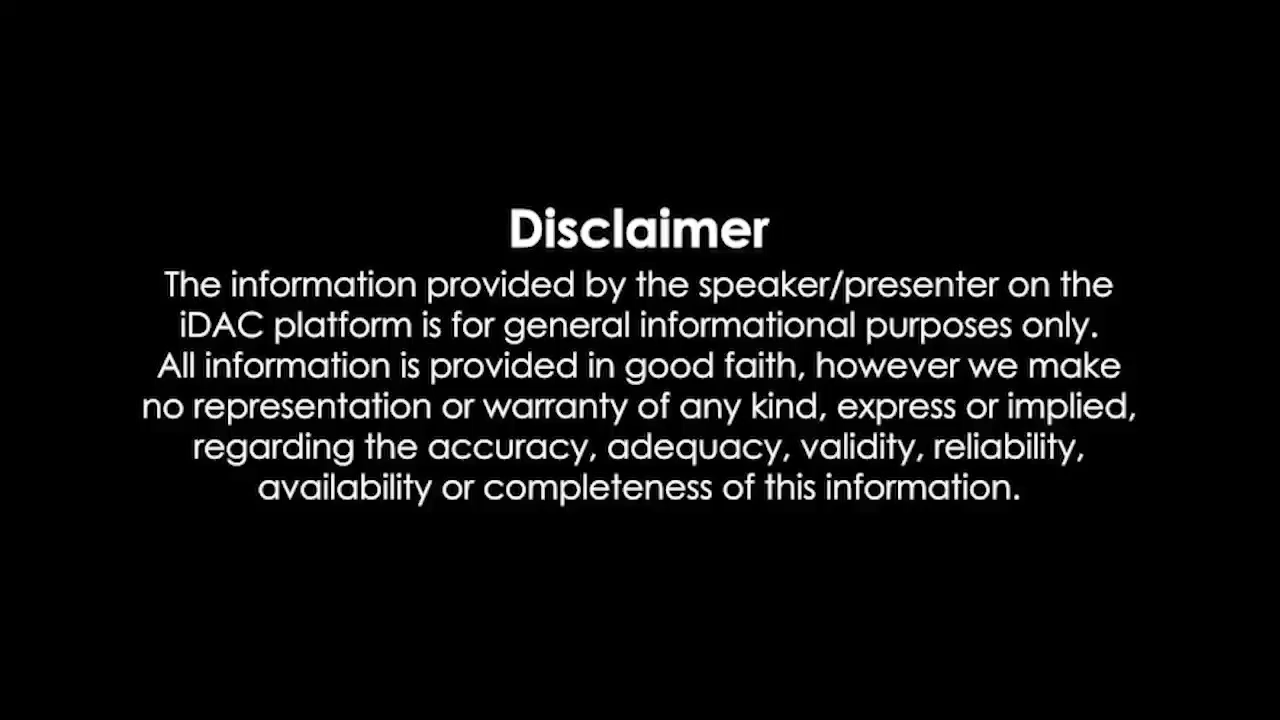 Disclaimer
The information provided by the speaker/presenter on the
iDAC platform is for general informational purposes only.
All information is provided in good faith, however we make
no representation or warranty of any kind, express or implied,
regarding the accuracy, adequacy, validity, reliability,
availability or completeness of this information.